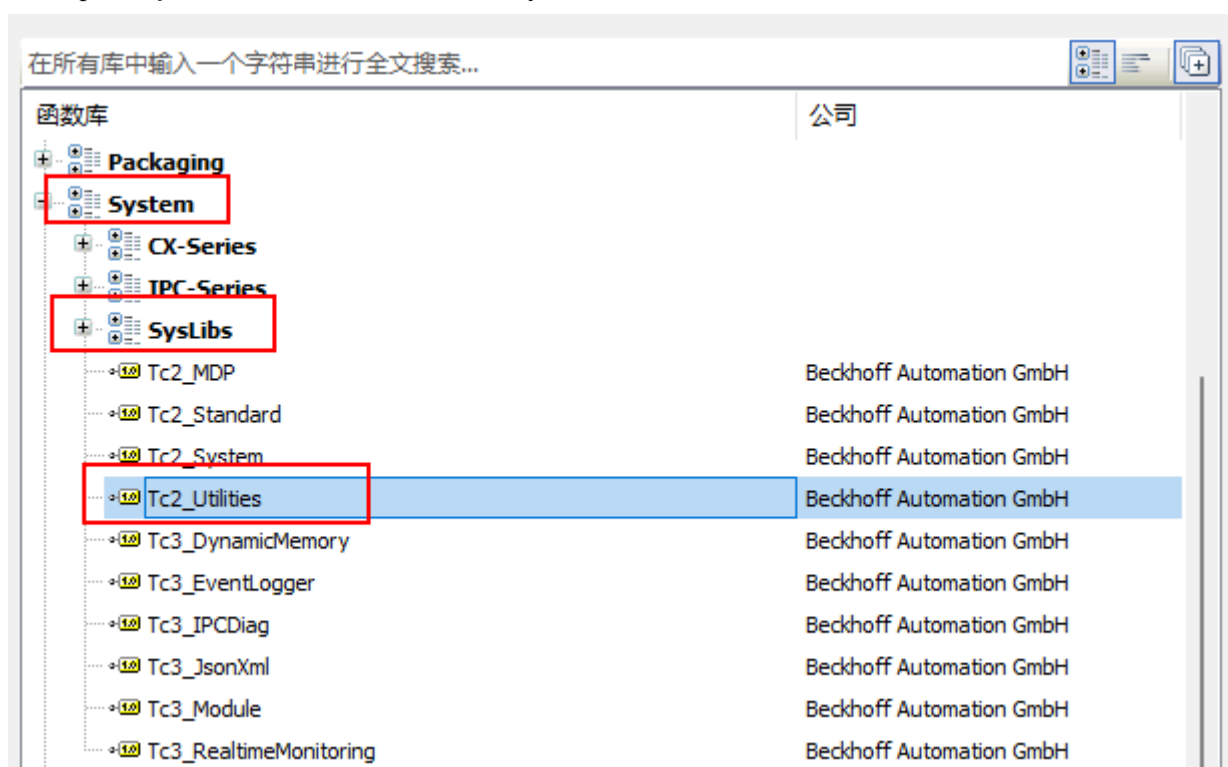 在所有库中输入一个字符串进行全文搜索...
函数库 公司
Packaging
System
CX-Series
IPC-Series
SysLibs
Tc2_MDP Beckhoff Automation GmbH
Tc2_Standard Beckhoff Automation GmbH
Tc2_System Beckhoff Automation GmbH
Tc2_Utilities Beckhoff Automation GmbH
Tc3_DynamicMemory Beckhoff Automation GmbH
Tc3_EventLogger Beckhoff Automation GmbH
Tc3_IPCDiag Beckhoff Automation GmbH
Tc3_JsonXml Beckhoff Automation GmbH
Tc3_Module Beckhoff Automation GmbH
Tc3_RealtimeMonitoring Beckhoff Automation GmbH